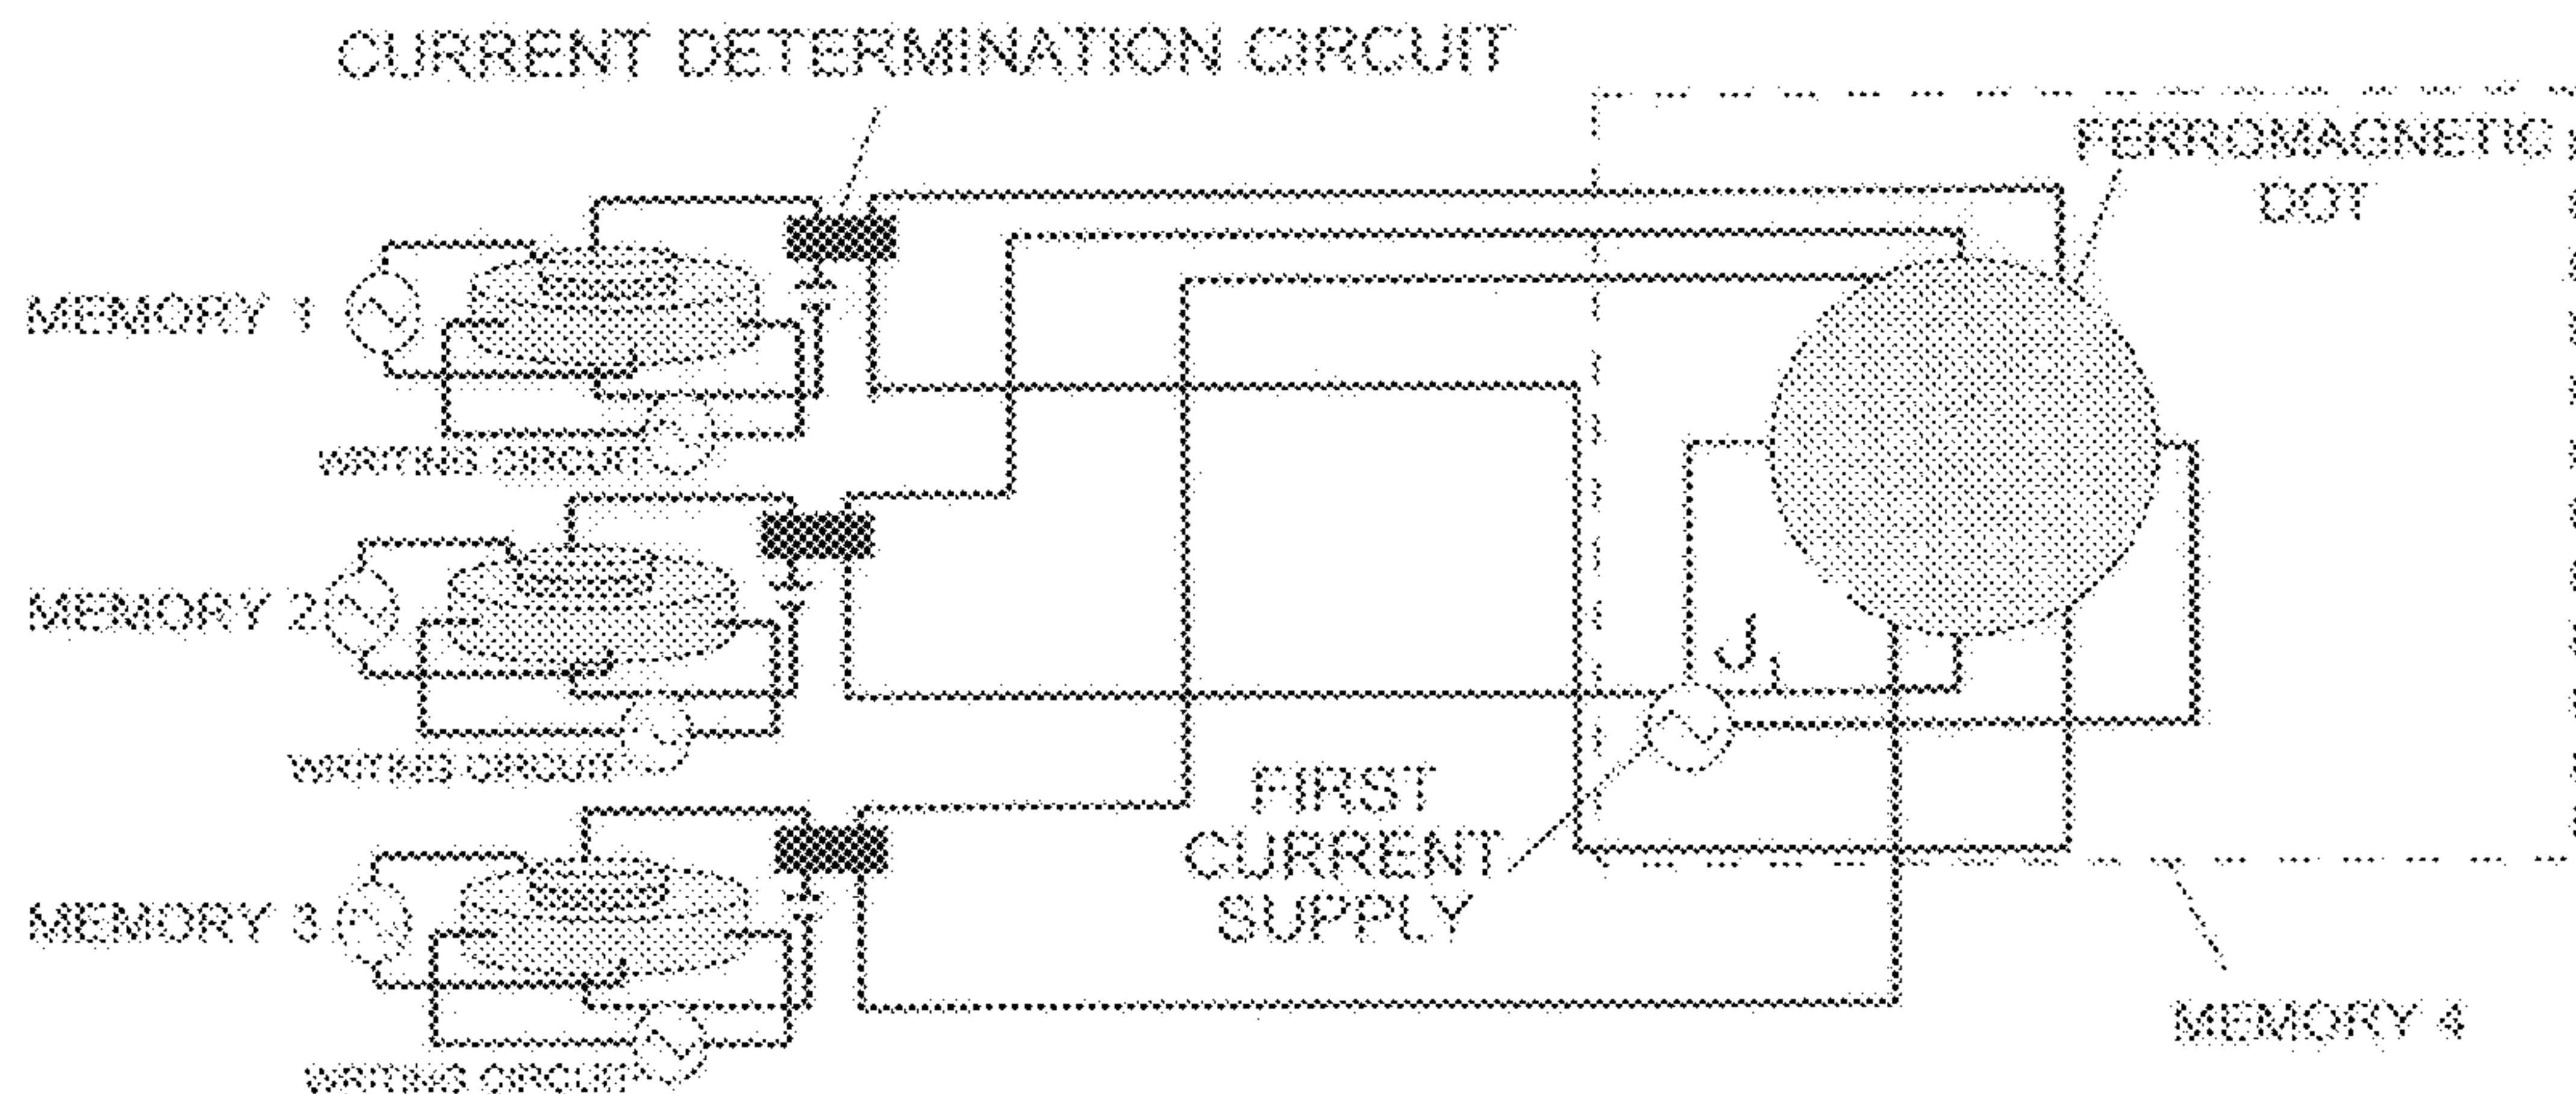 CURRENT DETERMINATION CIRCUIT
FERROMAGNETIC
DOT
MEMORY 1
WRITING CIRCUIT
MEMORY 2
J1
WRITING CIRCUIT
FIRST
CURRENT
SUPPLY
MEMORY 3
MEMORY 4
WRITING CIRCUIT